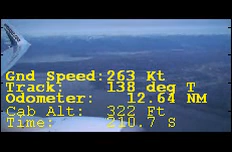 Gnd Speed: 263 Kt
Track: 138 deg T
Odometer: 12.64 NM
Cab Alt: 322 Ft
Time: 210.7 S